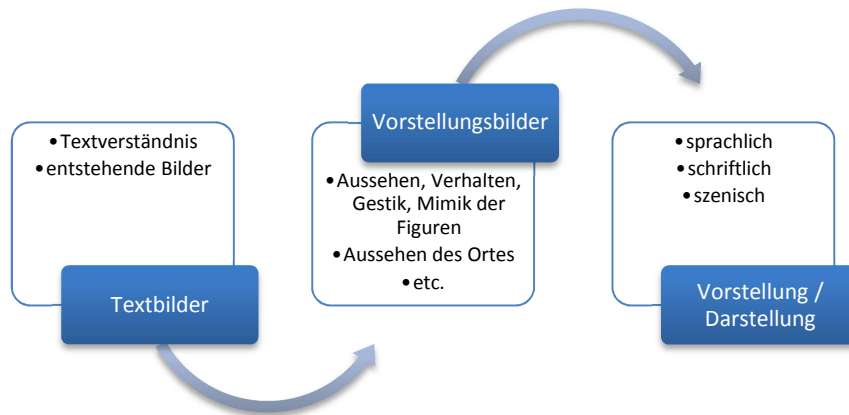 •Textverständnis
•entstehende Bilder
Textbilder
Vorstellungsbilder
•Aussehen, Verhalten,
Gestik, Mimik der
Figuren
•Aussehen des Ortes
•etc.
•sprachlich
•schriftlich
•szenisch
Vorstellung /
Darstellung